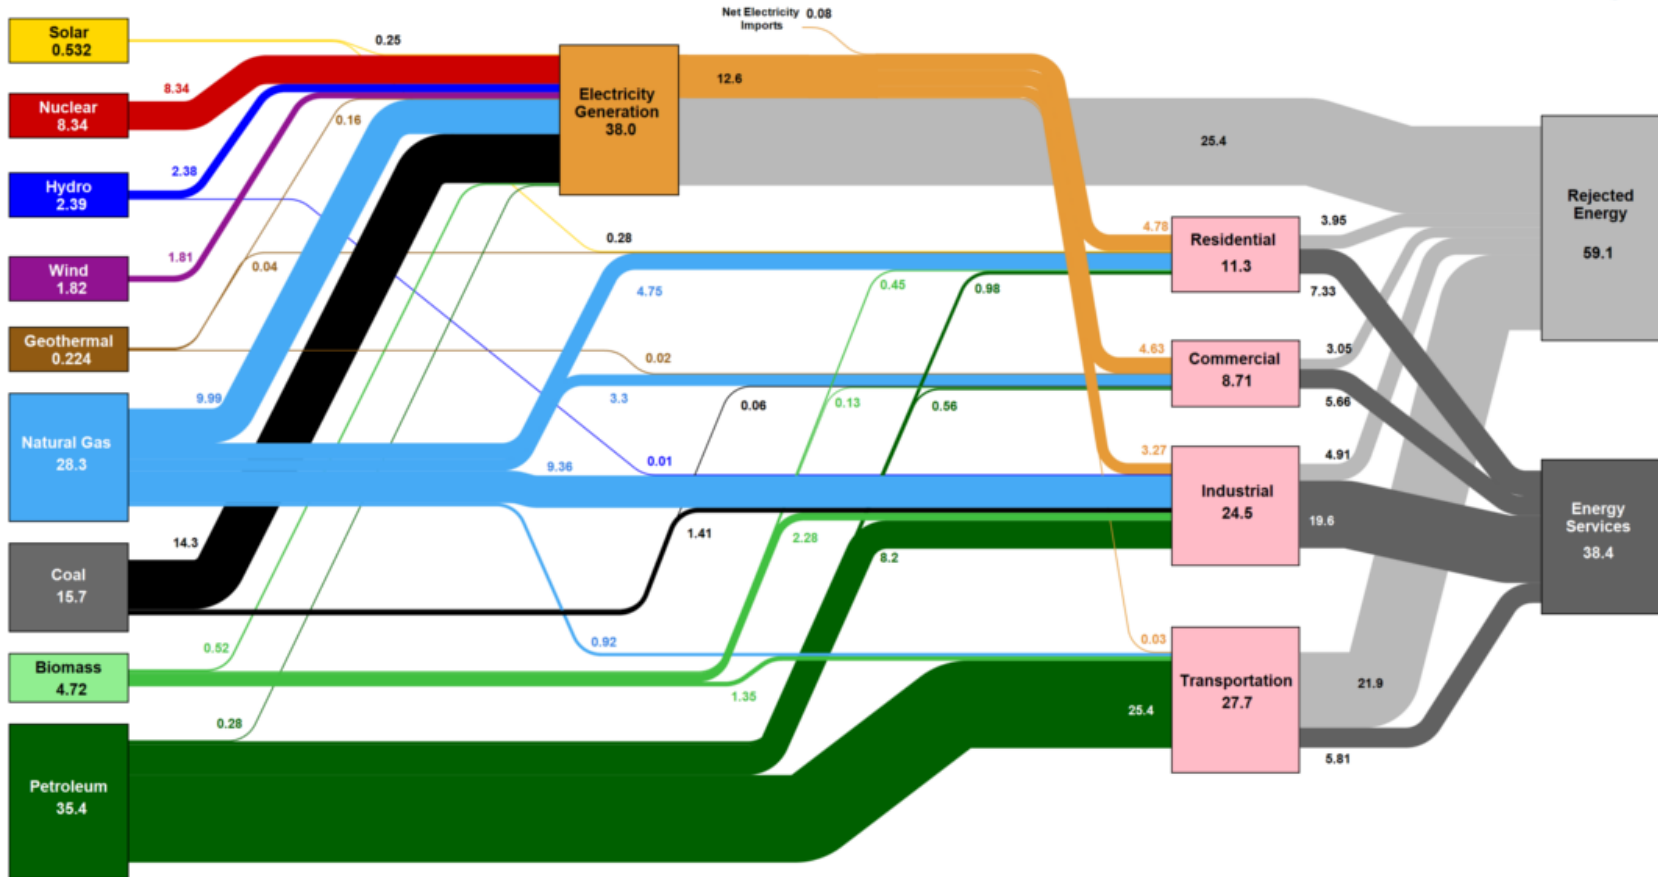 Net Electricity 0.08
Imports
Solar
0.532
0.25
12.6
Electricity
Generation
38.0
8.34
Nuclear
8.34
0.16
25.4
Rejected
Energy
59.1
2.38
Hydro
2.39
4.78
3.95
Residential
11.3
0.28
1.81
Wind
1.82
0.04
4.75
0.45
0.98
7.33
Geothermal
0.224
0.02
4.63
3.05
Commercial
8.71
9.99
3.3
0.06
0.13
0.56
5.66
Natural Gas
28.3
9.36
0.01
3.27
4.91
Industrial
24.5
19.6
Energy
Services
38.4
14.3
1.41
2.28
8.2
Coal
15.7
0.52
0.92
0.03
Biomass
4.72
1.35
25.4
Transportation
27.7
21.9
0.28
5.81
Petroleum
35.4